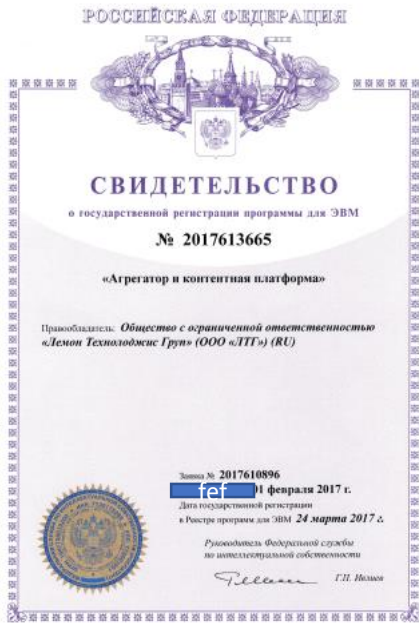 РОССИЙСКАЯ ФЕДЕРАЦИЯ
СВИДЕТЕЛЬСТВО
о государственной регистрации программы для ЭВМ
№ 2017613665
«Агрегатор и контентная платформа»
Правообладатель: Общество с ограниченной ответственностью
«Лемон Технолоджис Груп» (ООО «ЛТГ») (RU)
Заявка № 2017610896
fef 01 февраля 2017 г.
Дата государственной регистрации
в Реестре программ для ЭВМ 24 марта 2017 г.
Руководитель Федеральной службы
по интеллектуальной собственности
Г.П. Ивлиев